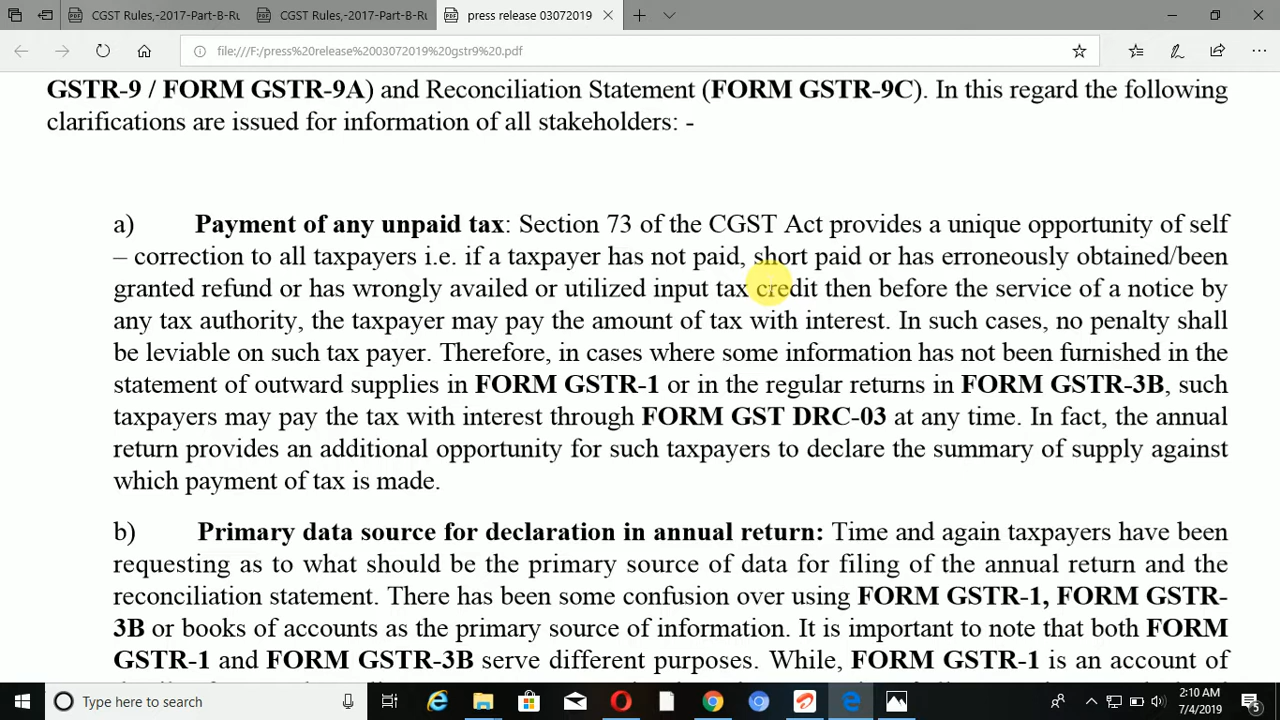 CGST Rules,-2017-Part-B-Ru
CGST Rules,-2017-Part-B-Ru
press release 03072019
file:///F:/press%20release%2003072019%20gstr9%20.pdf
GSTR-9 / FORM GSTR-9A) and Reconciliation Statement (FORM GSTR-9C). In this regard the following
clarifications are issued for information of all stakeholders: -
a) Payment of any unpaid tax: Section 73 of the CGST Act provides a unique opportunity of self
– correction to all taxpayers i.e. if a taxpayer has not paid, short paid or has erroneously obtained/been
granted refund or has wrongly availed or utilized input tax credit then before the service of a notice by
any tax authority, the taxpayer may pay the amount of tax with interest. In such cases, no penalty shall
be leviable on such tax payer. Therefore, in cases where some information has not been furnished in the
statement of outward supplies in FORM GSTR-1 or in the regular returns in FORM GSTR-3B, such
taxpayers may pay the tax with interest through FORM GST DRC-03 at any time. In fact, the annual
return provides an additional opportunity for such taxpayers to declare the summary of supply against
which payment of tax is made.
b) Primary data source for declaration in annual return: Time and again taxpayers have been
requesting as to what should be the primary source of data for filing of the annual return and the
reconciliation statement. There has been some confusion over using FORM GSTR-1, FORM GSTR-
3B or books of accounts as the primary source of information. It is important to note that both FORM
GSTR-1 and FORM GSTR-3B serve different purposes. While, FORM GSTR-1 is an account of
Type here to search
2:10 AM
7/4/2019
5